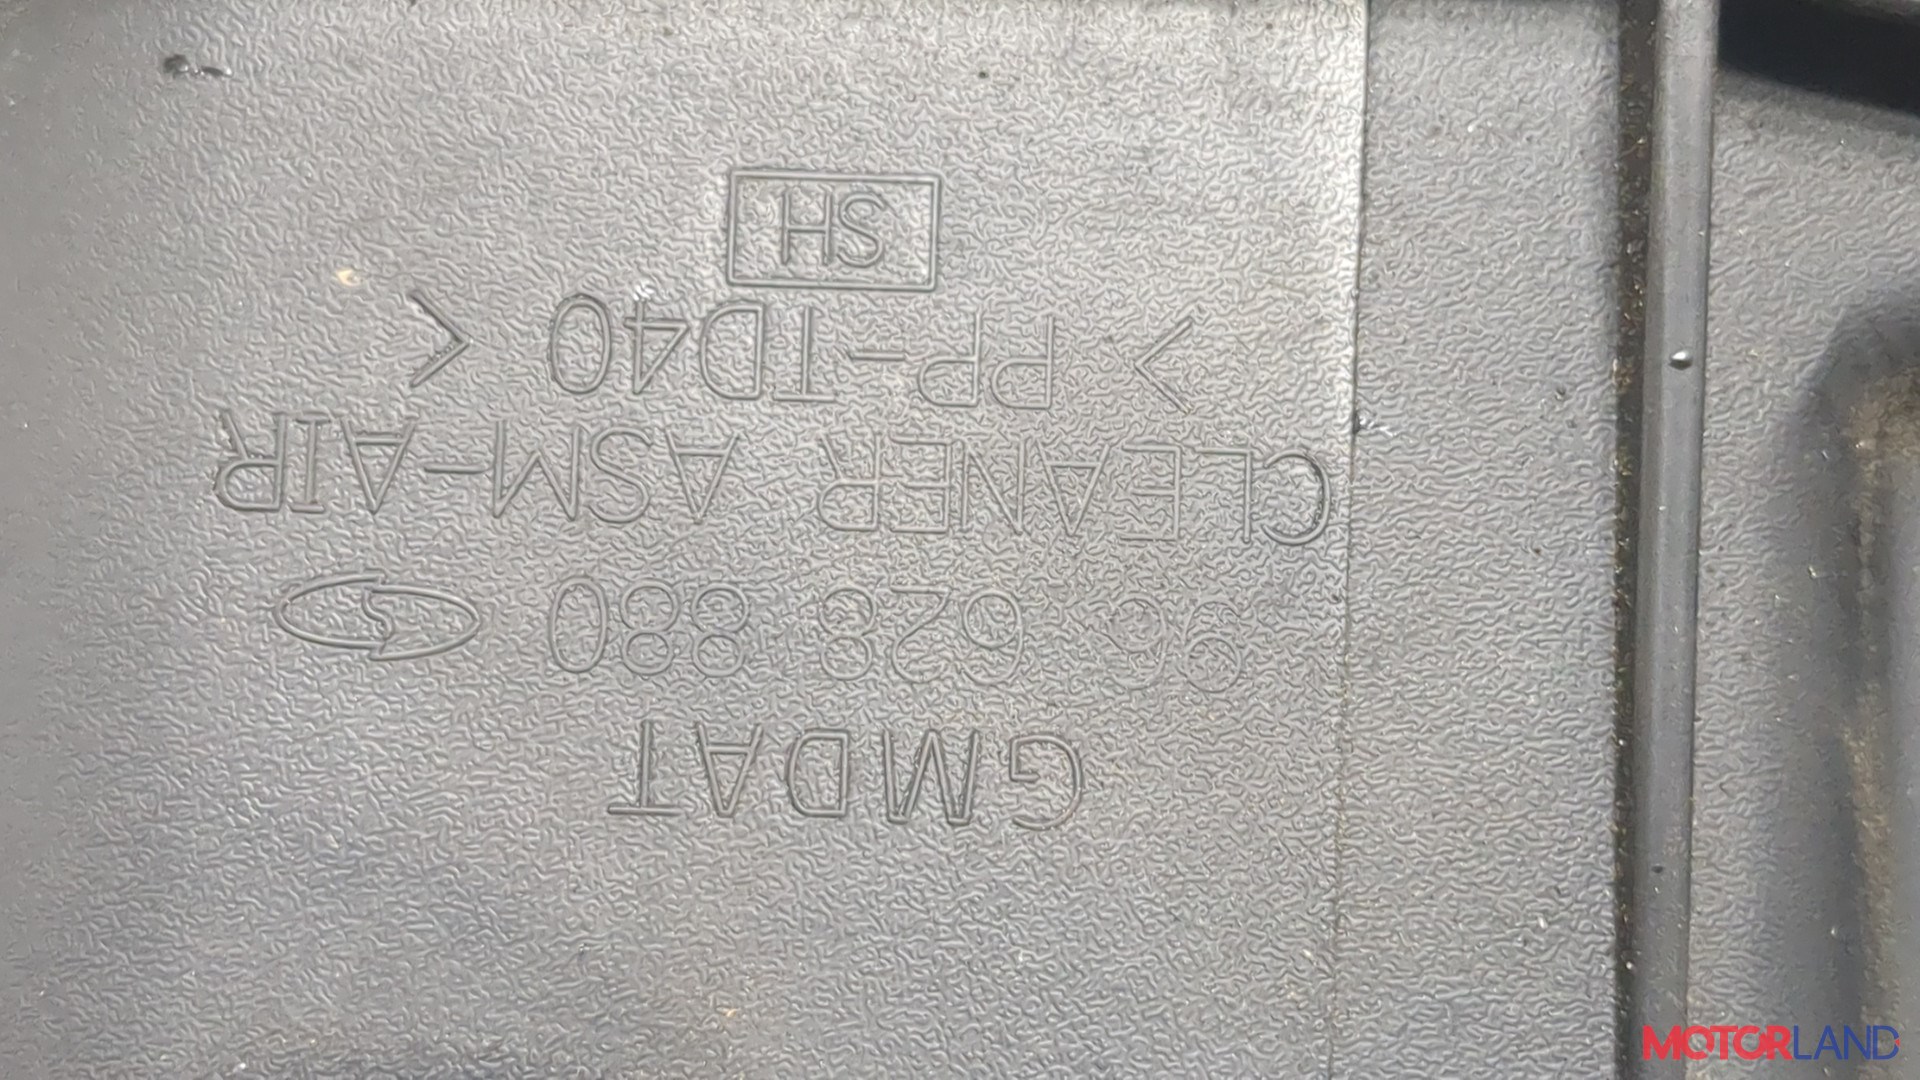 GMDAT
96 628 880
CLEANER ASM-AIR
> PP-TD40 <
SH
MOTORLAND